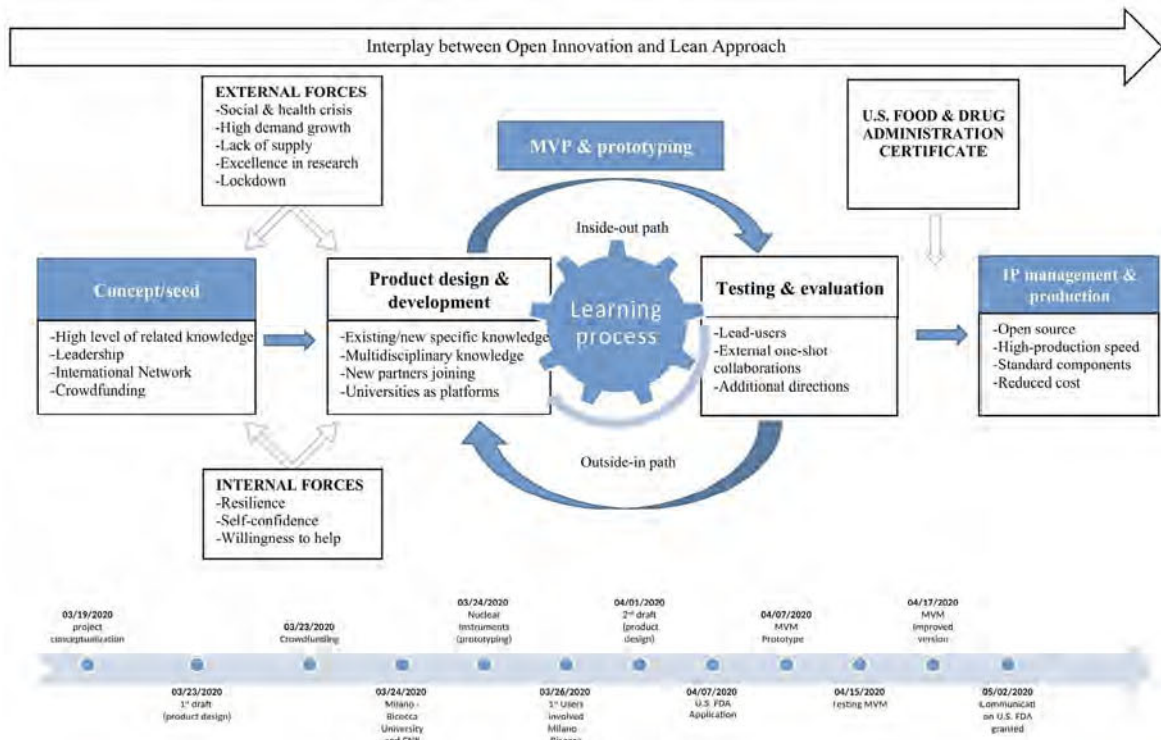 Interplay between Open Innovation and Lean Approach
EXTERNAL FORCES
-Social & health crisis
-High demand growth
-Lack of supply
-Excellence in research
-Lockdown
MVP & prototyping
U.S. FOOD & DRUG
ADMINISTRATION
CERTIFICATE
Inside-out path
Concept/seed
-High level of related knowledge
-Leadership
-International Network
-Crowdfunding
Product design &
development
-Existing/new specific knowledge
-Multidisciplinary knowledge
-New partners joining
-Universities as platforms
Learning
process
Testing & evaluation
-Lead-users
-External one-shot
collaborations
-Additional directions
IP management &
production
-Open source
-High-production speed
-Standard components
-Reduced cost
Outside-in path
INTERNAL FORCES
-Resilience
-Self-confidence
-Willingness to help
03/19/2020
project
conceptualization
03/23/2020
1st draft
(product design)
03/23/2020
Crowdfunding
03/24/2020
Milano -
Bicocca
University
03/24/2020
Nuclear
Instruments
(prototyping)
03/26/2020
1st Users
involved
Milano
04/01/2020
2nd draft
(product
design)
04/07/2020
U.S. FDA
Application
04/07/2020
MVM
Prototype
04/15/2020
Testing MVM
04/17/2020
MVM
Improved
version
05/02/2020
on U.S. FDA
granted